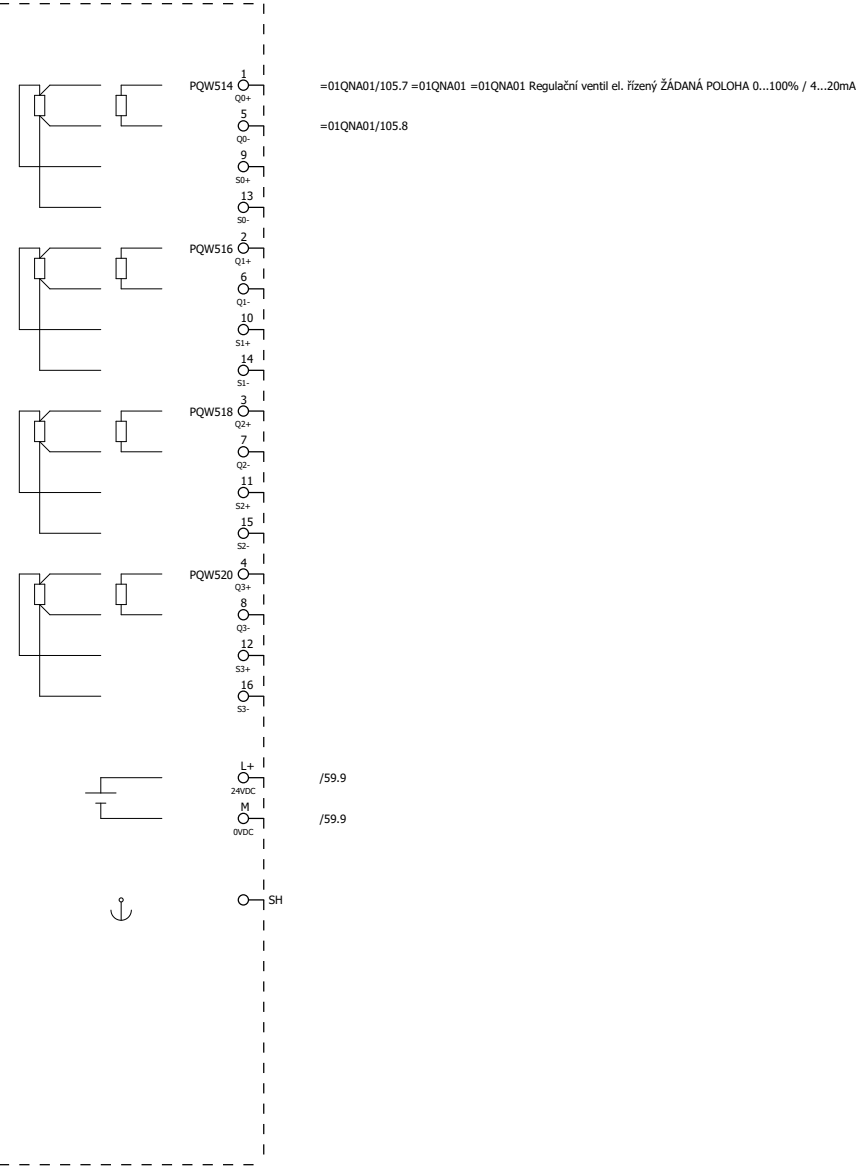 1
PQW514 =01QNA01/105.7 =01QNA01 =01QNA01 Regulační ventil el. řízený ŽÁDANÁ POLOHA 0...100% / 4...20mA
Q0+
5
=01QNA01/105.8
Q0-
9
S0+
13
S0-
2
PQW516
Q1+
6
Q1-
10
S1+
14
S1-
3
PQW518
Q2+
7
Q2-
11
S2+
15
S2-
4
PQW520
Q3+
8
Q3-
12
S3+
16
S3-
L+
/59.9
24VDC
M
/59.9
0VDC
SH